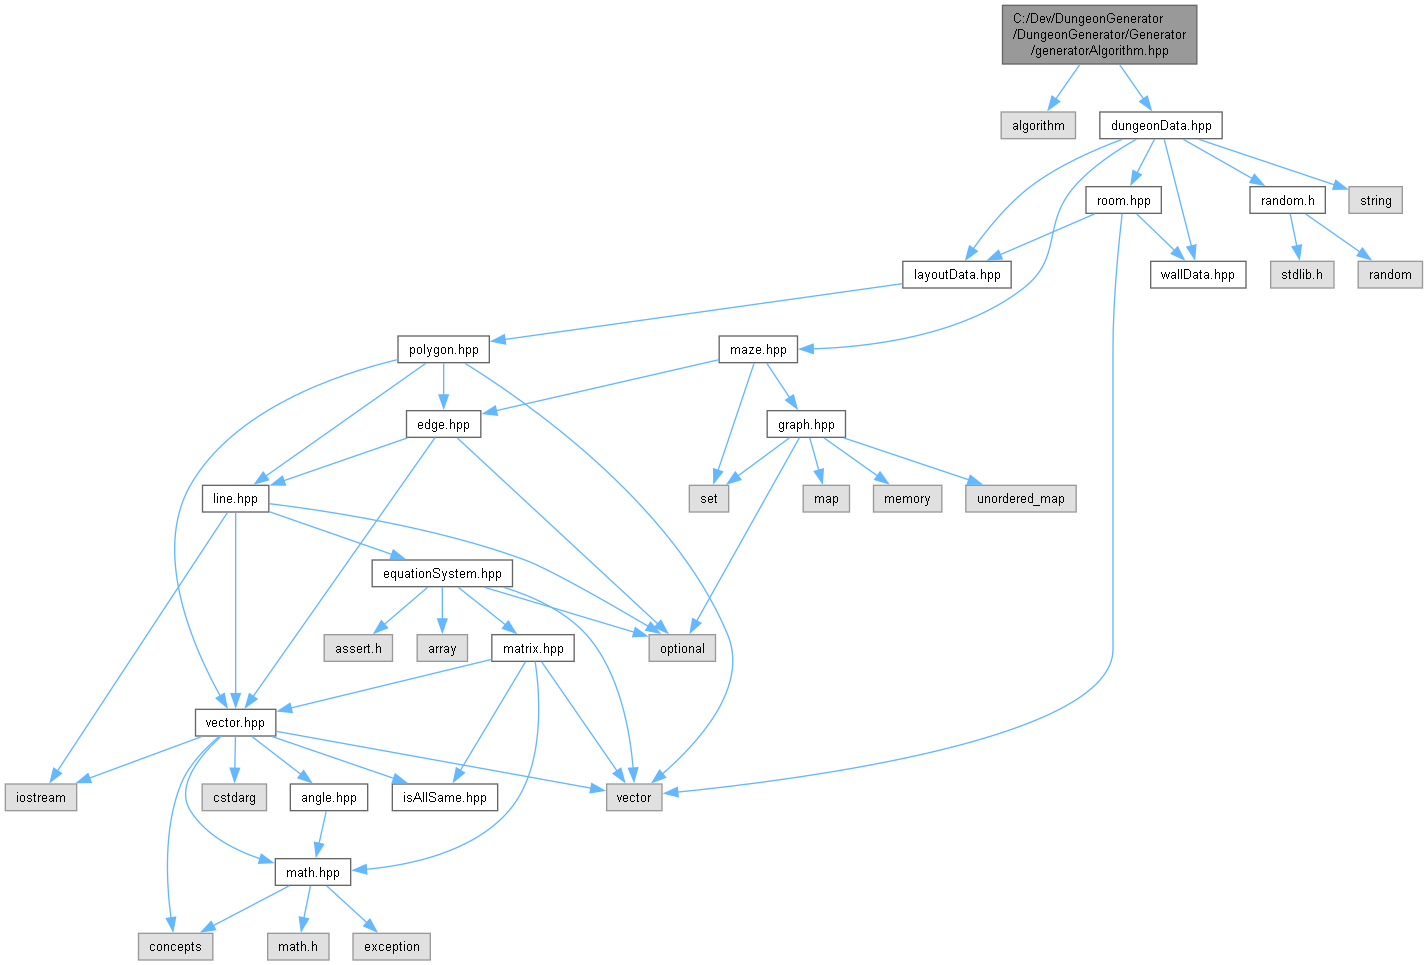 C:/Dev/DungeonGenerator
/DungeonGenerator/Generator
/generatorAlgorithm.hpp
algorithm
dungeonData.hpp
room.hpp
random.h
string
layoutData.hpp
wallData.hpp
stdlib.h
random
polygon.hpp
maze.hpp
edge.hpp
graph.hpp
line.hpp
set
map
memory
unordered_map
equationSystem.hpp
assert.h
array
matrix.hpp
optional
vector.hpp
iostream
cstdarg
angle.hpp
isAllSame.hpp
vector
math.hpp
concepts
math.h
exception